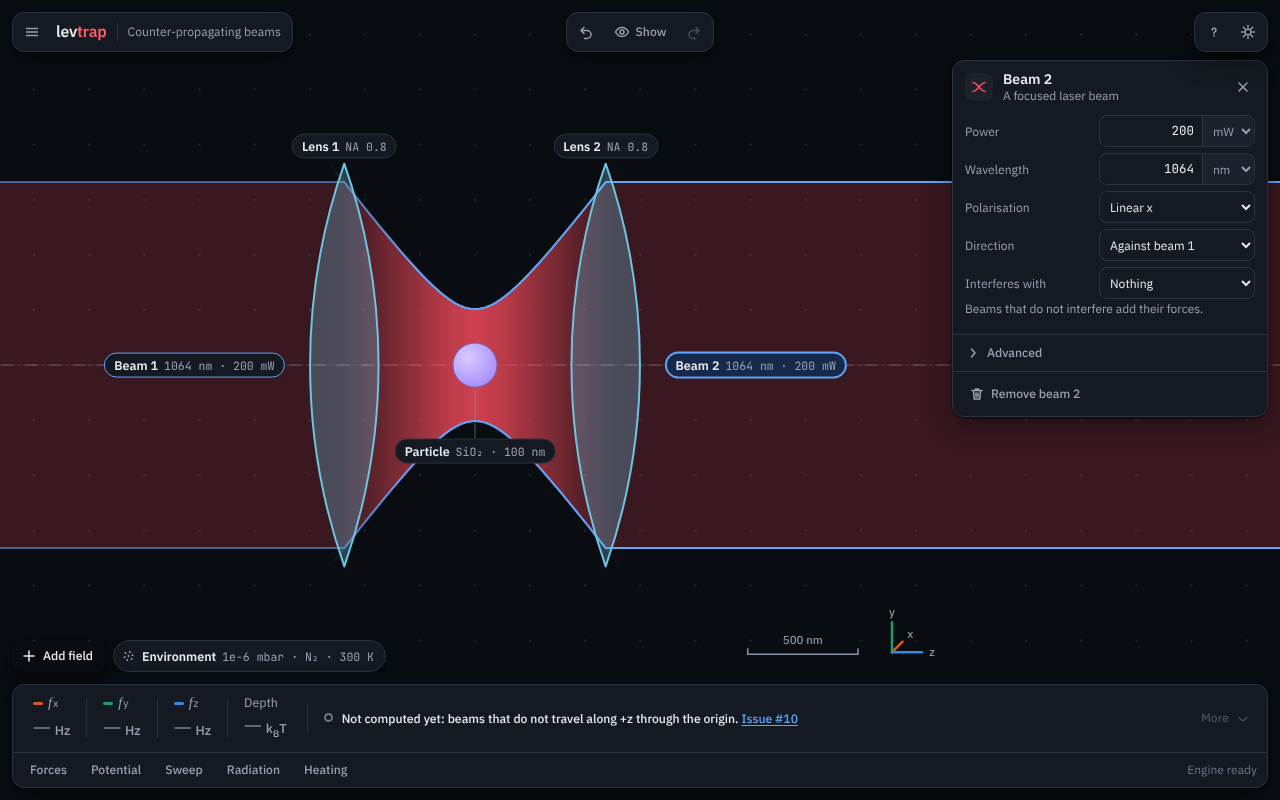 levtrap
Counter-propagating beams
Show
?
Beam 2
A focused laser beam
Power 200 mW
Wavelength 1064 nm
Polarisation Linear x
Direction Against beam 1
Interferes with Nothing
Beams that do not interfere add their forces.
Advanced
Remove beam 2
Lens 1 NA 0.8
Lens 2 NA 0.8
Beam 1 1064 nm · 200 mW
Beam 2 1064 nm · 200 mW
Particle SiO₂ · 100 nm
500 nm
y
x
z
Add field
Environment 1e-6 mbar · N₂ · 300 K
fx
fy
fz
Depth
— Hz
— Hz
— Hz
— kBT
Not computed yet: beams that do not travel along +z through the origin. Issue #10
More
Forces Potential Sweep Radiation Heating
Engine ready